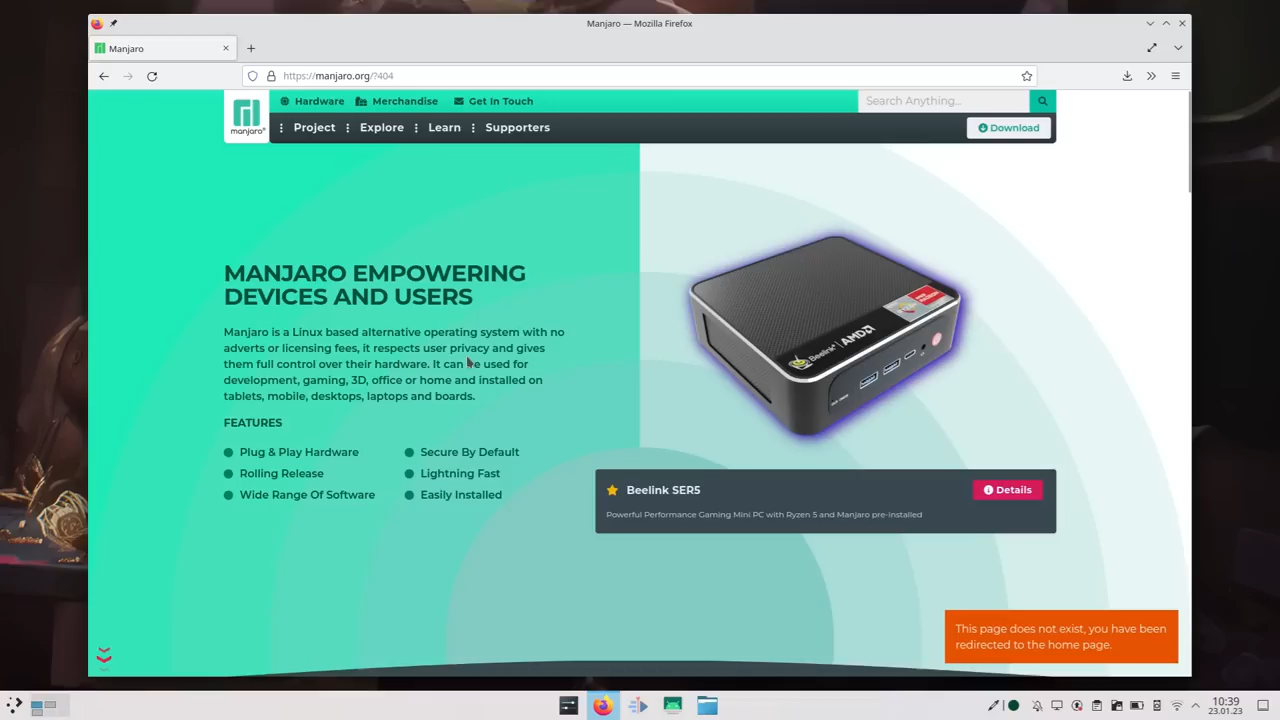 Manjaro — Mozilla Firefox
Manjaro
https://manjaro.org/?404
Hardware Merchandise Get In Touch
Search Anything...
manjaro
Project Explore Learn Supporters
Download
MANJARO EMPOWERING
DEVICES AND USERS
Manjaro is a Linux based alternative operating system with no
adverts or licensing fees, it respects user privacy and gives
them full control over their hardware. It can be used for
development, gaming, 3D, office or home and installed on
tablets, mobile, desktops, laptops and boards.
FEATURES
Plug & Play Hardware
Secure By Default
Rolling Release
Lightning Fast
Wide Range Of Software
Easily Installed
Beelink AMD
Beelink SER5
Details
Powerful Performance Gaming Mini PC with Ryzen 5 and Manjaro pre-installed
This page does not exist, you have been
redirected to the home page.
10:39
23.01.23